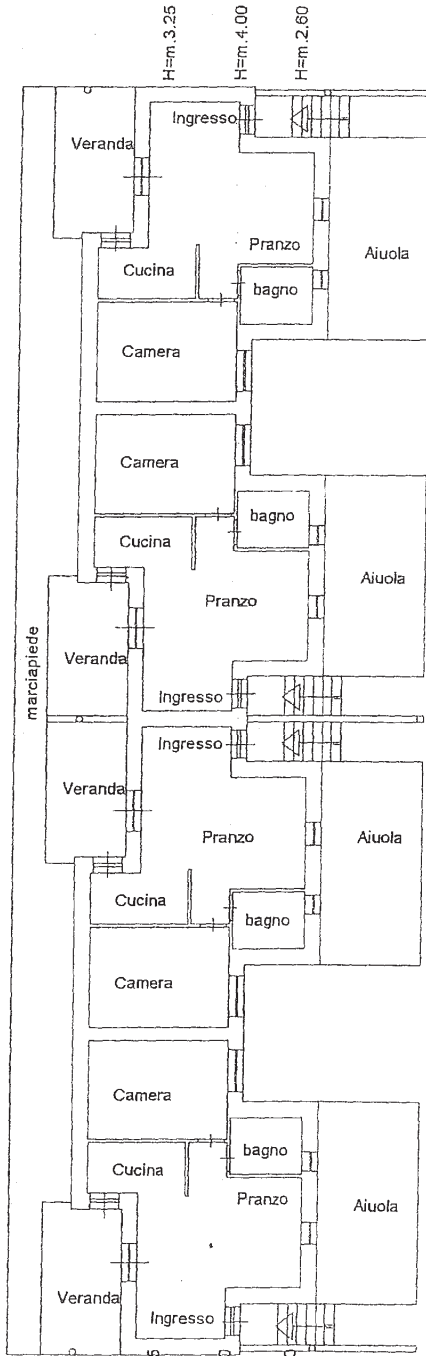 H=m.3.25
H=m.4.00
H=m.2.60
Veranda
Ingresso
Cucina
Pranzo
bagno
Aiuola
Camera
Camera
bagno
Cucina
Pranzo
Aiuola
marciapiede
Veranda
Ingresso
Veranda
Ingresso
Pranzo
Aiuola
Cucina
bagno
Camera
Camera
Cucina
bagno
Pranzo
Aiuola
Veranda
Ingresso